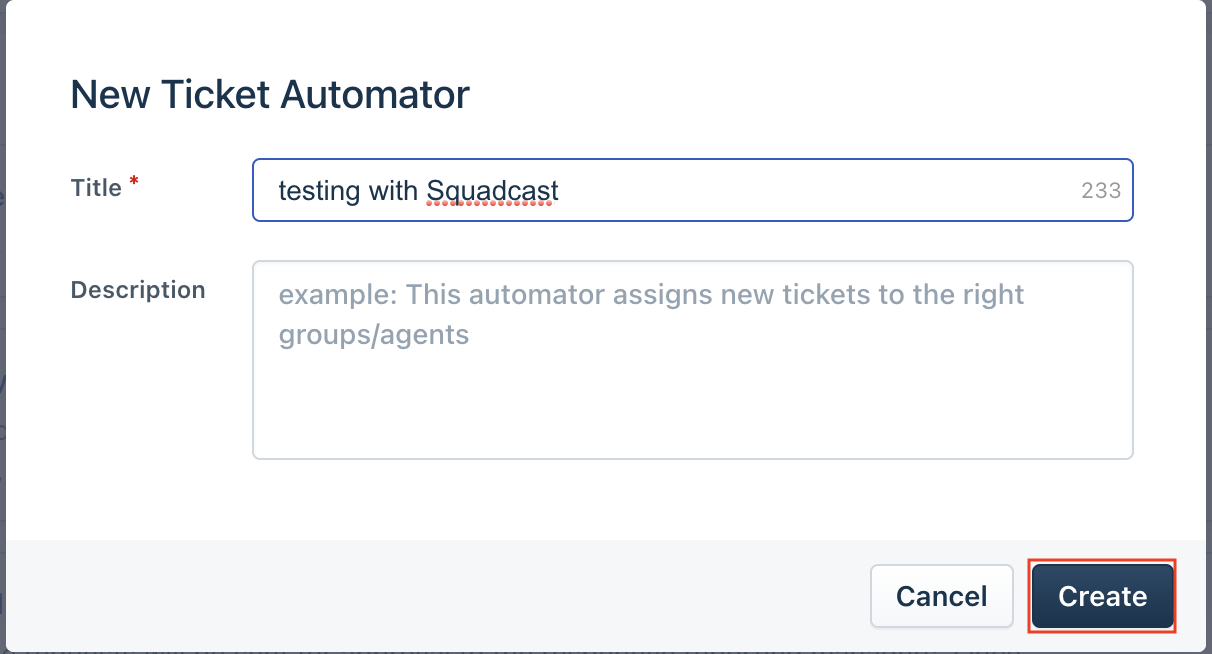 New Ticket Automator
Title *
testing with Squadcast
233
Description
example: This automator assigns new tickets to the right
groups/agents
Cancel
Create